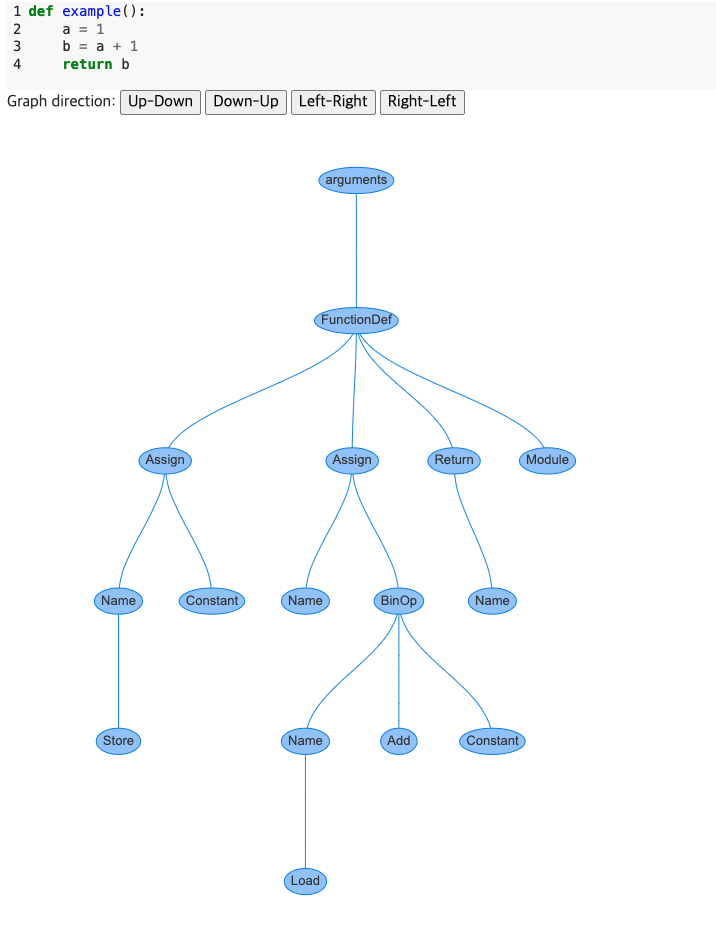 1 def example():
2     a = 1
3     b = a + 1
4     return b
Graph direction: Up-Down Down-Up Left-Right Right-Left
arguments
FunctionDef
Assign Assign Return Module
Name Constant Name BinOp Name
Store Name Add Constant
Load